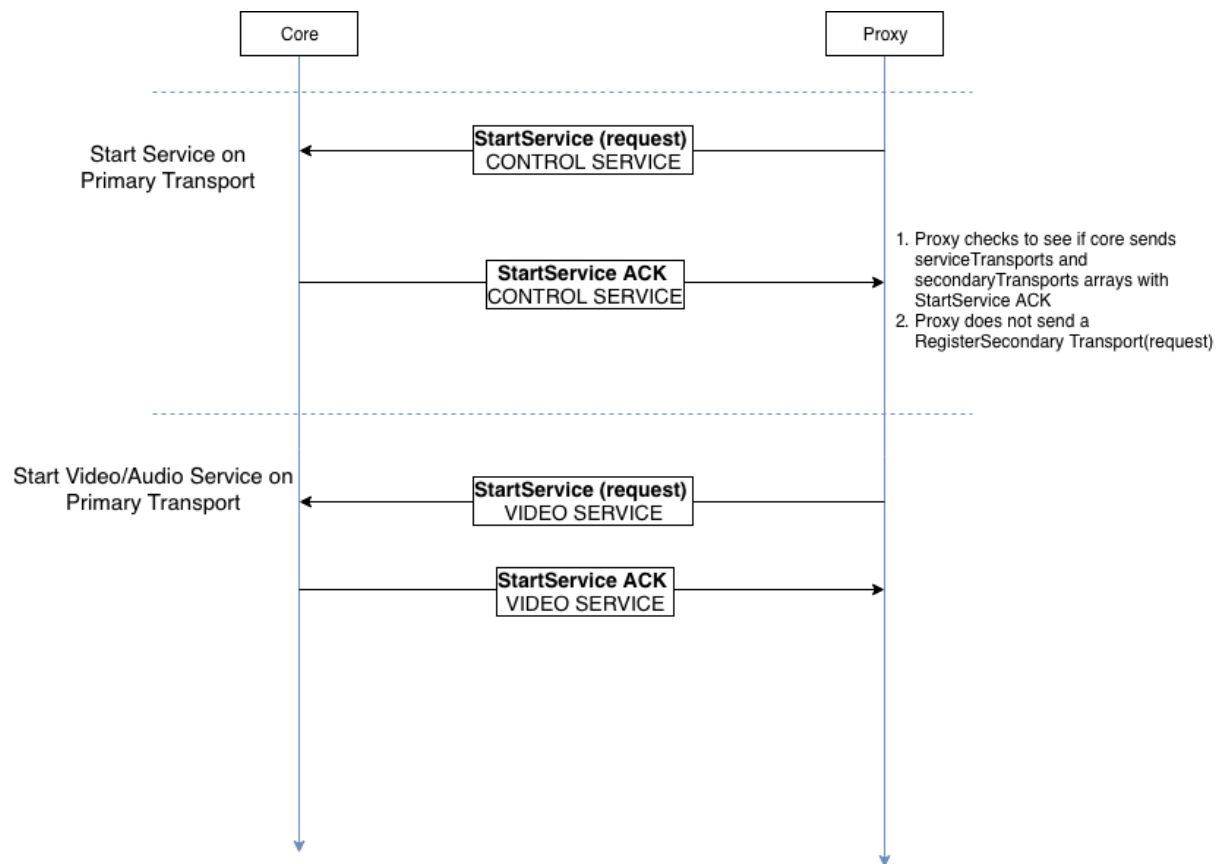 Core
Proxy
StartService (request)
CONTROL SERVICE
Start Service on
Primary Transport
StartService ACK
CONTROL SERVICE
1. Proxy checks to see if core sends
serviceTransports and
secondaryTransports arrays with
StartService ACK
2. Proxy does not send a
RegisterSecondary Transport(request)
Start Video/Audio Service on
Primary Transport
StartService (request)
VIDEO SERVICE
StartService ACK
VIDEO SERVICE